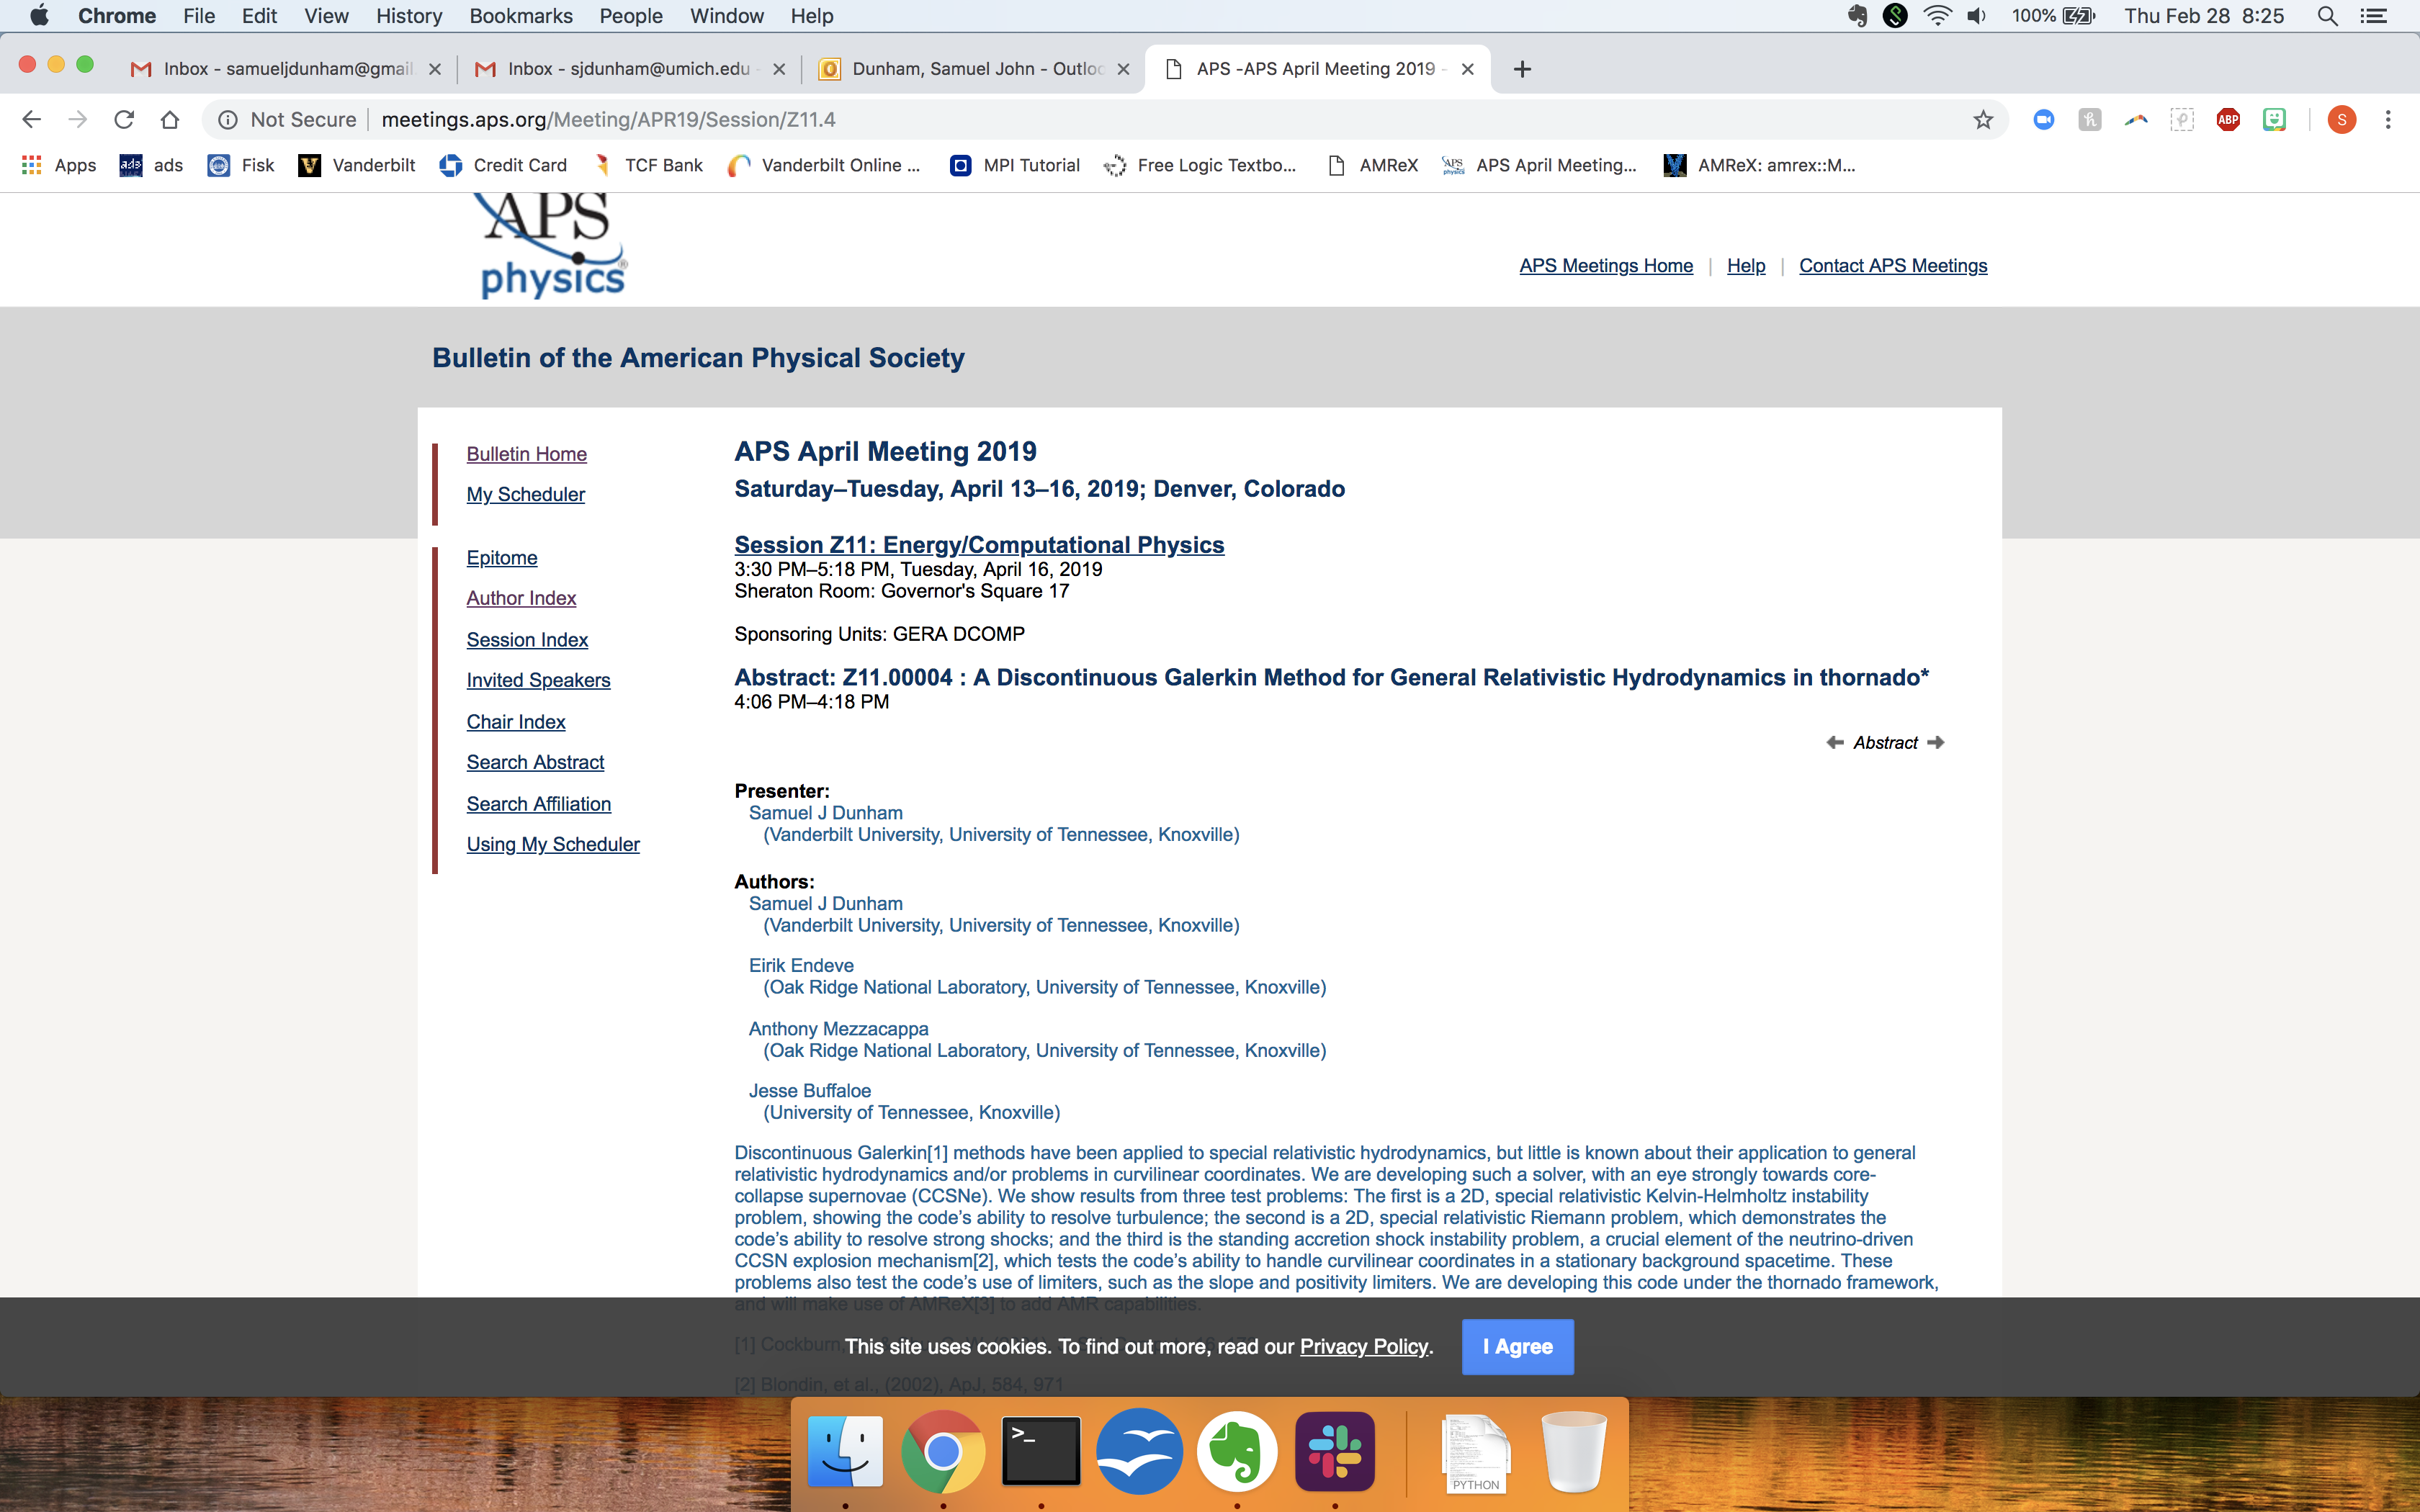 Chrome File Edit View History Bookmarks People Window Help 100% Thu Feb 28 8:25
Inbox - samueljdunham@gmail Inbox - sjdunham@umich.edu - Dunham, Samuel John - Outloo APS -APS April Meeting 2019 -
Not Secure meetings.aps.org/Meeting/APR19/Session/Z11.4 ABP S
Apps ads Fisk Vanderbilt Credit Card TCF Bank Vanderbilt Online ... MPI Tutorial Free Logic Textbo... AMReX APS April Meeting... AMReX: amrex::M...
APS
physics®
APS Meetings Home | Help | Contact APS Meetings
Bulletin of the American Physical Society
Bulletin Home
My Scheduler
Epitome
Author Index
Session Index
Invited Speakers
Chair Index
Search Abstract
Search Affiliation
Using My Scheduler
APS April Meeting 2019
Saturday–Tuesday, April 13–16, 2019; Denver, Colorado
Session Z11: Energy/Computational Physics
3:30 PM–5:18 PM, Tuesday, April 16, 2019
Sheraton Room: Governor's Square 17
Sponsoring Units: GERA DCOMP
Abstract: Z11.00004 : A Discontinuous Galerkin Method for General Relativistic Hydrodynamics in thornado*
4:06 PM–4:18 PM
Abstract
Presenter:
Samuel J Dunham
(Vanderbilt University, University of Tennessee, Knoxville)
Authors:
Samuel J Dunham
(Vanderbilt University, University of Tennessee, Knoxville)
Eirik Endeve
(Oak Ridge National Laboratory, University of Tennessee, Knoxville)
Anthony Mezzacappa
(Oak Ridge National Laboratory, University of Tennessee, Knoxville)
Jesse Buffaloe
(University of Tennessee, Knoxville)
Discontinuous Galerkin[1] methods have been applied to special relativistic hydrodynamics, but little is known about their application to general
relativistic hydrodynamics and/or problems in curvilinear coordinates. We are developing such a solver, with an eye strongly towards core-
collapse supernovae (CCSNe). We show results from three test problems: The first is a 2D, special relativistic Kelvin-Helmholtz instability
problem, showing the code's ability to resolve turbulence; the second is a 2D, special relativistic Riemann problem, which demonstrates the
code's ability to resolve strong shocks; and the third is the standing accretion shock instability problem, a crucial element of the neutrino-driven
CCSN explosion mechanism[2], which tests the code's ability to handle curvilinear coordinates in a stationary background spacetime. These
problems also test the code's use of limiters, such as the slope and positivity limiters. We are developing this code under the thornado framework,
and will make use of AMReX[3] to add AMR capabilities.
[1] Cockburn,
This site uses cookies. To find out more, read our Privacy Policy. I Agree
[2] Blondin, et al., (2002), ApJ, 584, 971
PYTHON